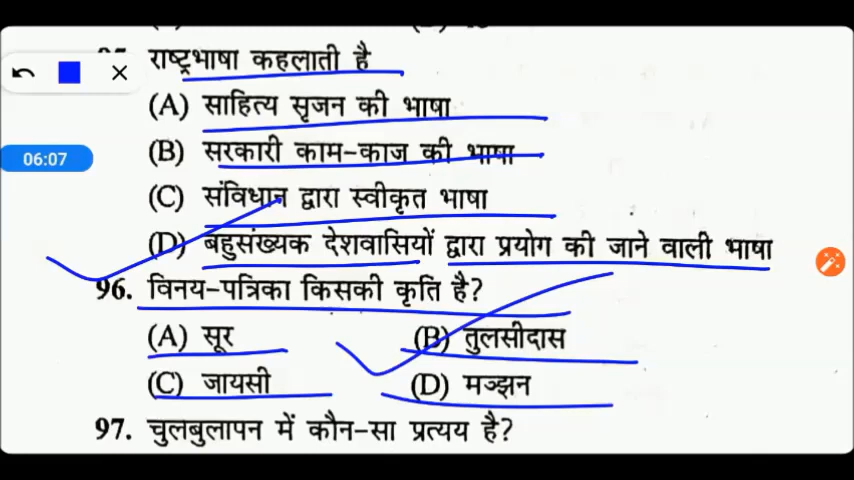 राष्ट्रभाषा कहलाती है
(A) साहित्य सृजन की भाषा
(B) सरकारी काम-काज की भाषा
06:07
(C) संविधान द्वारा स्वीकृत भाषा
(D) बहुसंख्यक देशवासियों द्वारा प्रयोग की जाने वाली भाषा
96. विनय-पत्रिका किसकी कृति है?
(A) सूर (B) तुलसीदास
(C) जायसी (D) मञ्झन
97. चुलबुलापन में कौन-सा प्रत्यय है?